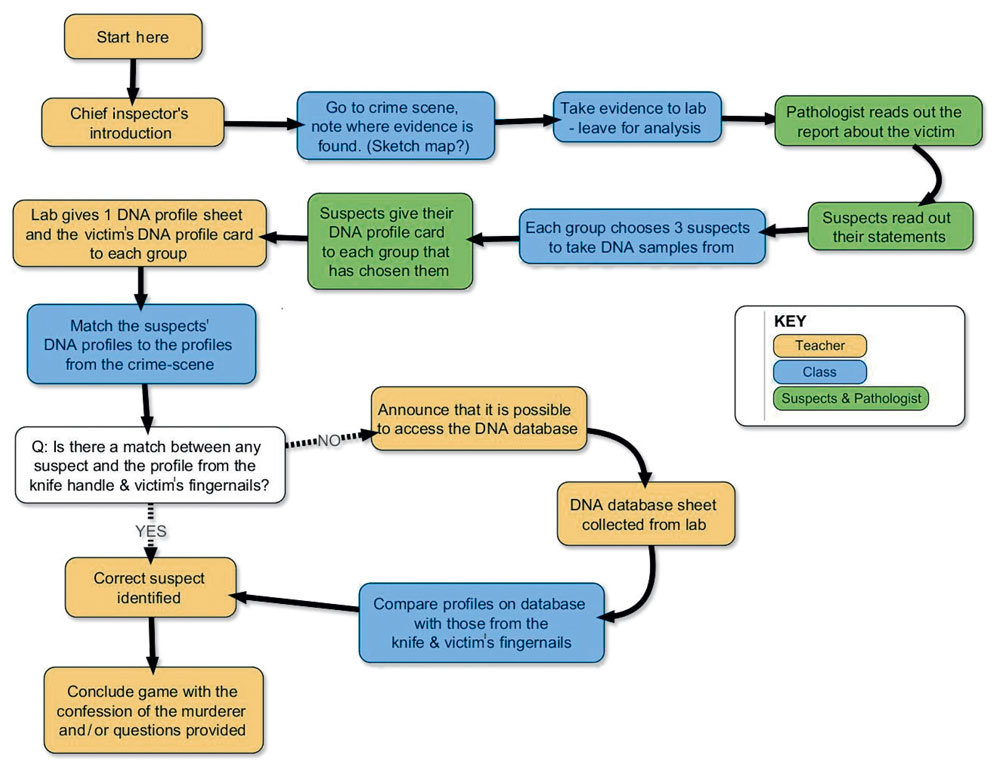 Start here
Chief inspector's
introduction
Go to crime scene,
note where evidence is
found. (Sketch map?)
Take evidence to lab
- leave for analysis
Pathologist reads out the
report about the victim
Suspects read out
their statements
Each group chooses 3 suspects
to take DNA samples from
Suspects give their
DNA profile card
to each group that
has chosen them
Lab gives 1 DNA profile sheet
and the victim's DNA profile card
to each group
Match the suspects'
DNA profiles to the profiles
from the crime-scene
Q: Is there a match between any
suspect and the profile from the
knife handle & victim's fingernails?
NO
Announce that it is possible
to access the DNA database
DNA database sheet
collected from lab
Compare profiles on database
with those from the
knife & victim's fingernails
YES
Correct suspect
identified
Conclude game with the
confession of the murderer
and/or questions provided
KEY
Teacher
Class
Suspects & Pathologist